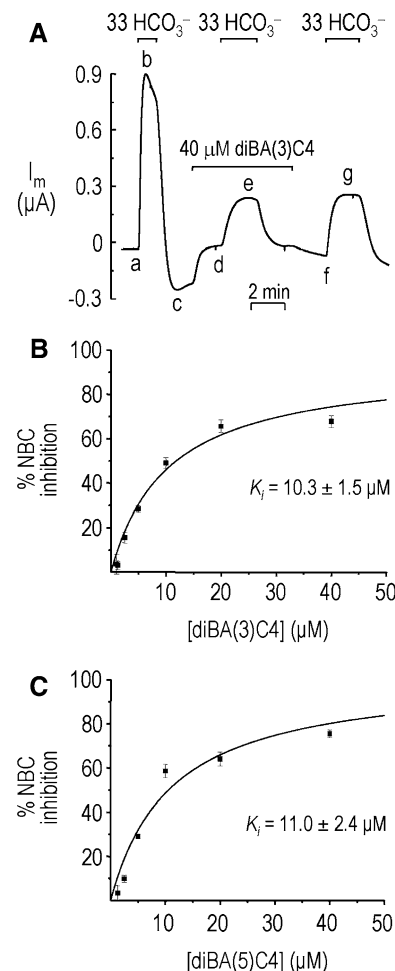 A
33 HCO3– 33 HCO3– 33 HCO3–
b
0.9
0.6
0.3
0
-0.3
Im
(µA)
40 µM diBA(3)C4
e
g
a
c
d
f
2 min
B
100
80
60
40
20
% NBC
inhibition
Ki = 10.3 ± 1.5 µM
10 20 30 40 50
[diBA(3)C4] (µM)
C
100
80
60
40
20
% NBC
inhibition
Ki = 11.0 ± 2.4 µM
10 20 30 40 50
[diBA(5)C4] (µM)